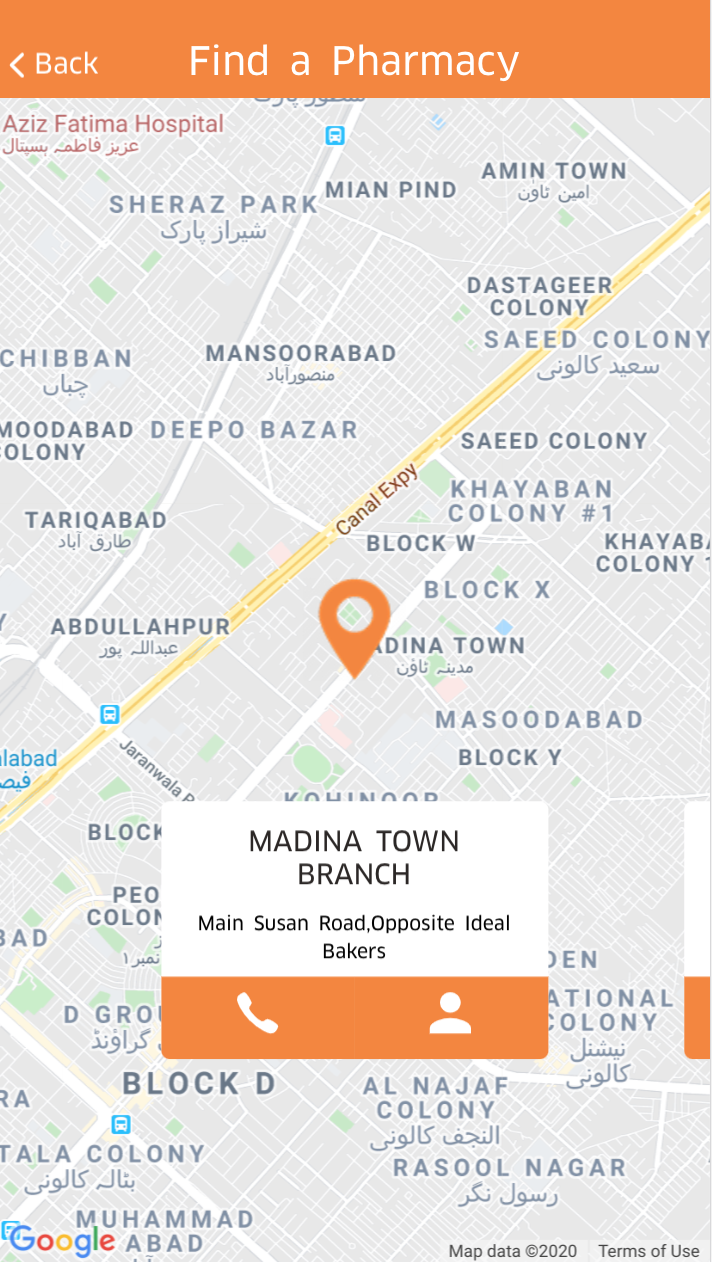 Back
Find a Pharmacy
Aziz Fatima Hospital
عزیز فاطمہ ہسپتال
AMIN TOWN
امین ٹاؤن
MIAN PIND
SHERAZ PARK
شیراز پارک
DASTAGEER
COLONY
SAEED COLONY
سعید کالونی
CHIBBAN
چباں
MANSOORABAD
منصورآباد
MOODABAD
COLONY
DEEPO BAZAR
SAEED COLONY
Canal Expy
KHAYABAN
COLONY #1
TARIQABAD
طارق آباد
BLOCK W
KHAYABA
COLONY
BLOCK X
ABDULLAHPUR
عبداللہ پور
ADINA TOWN
مدینہ ٹاؤن
MASOODABAD
BLOCK Y
alabad
فیص
Jaranwala R
KOHINOOR
BLOCK
MADINA TOWN
BRANCH
Main Susan Road,Opposite Ideal
Bakers
PEO
COLON
نمبر۱
BAD
DEN
D GROU
گراؤنڈ
NATIONAL
COLONY
نیشنل
کالونی
BLOCK D
RA
AL NAJAF
COLONY
النجف کالونی
TALA COLONY
بٹالہ کالونی
RASOOL NAGAR
رسول نگر
MUHAMMAD
ABAD
Google
Map data ©2020
Terms of Use